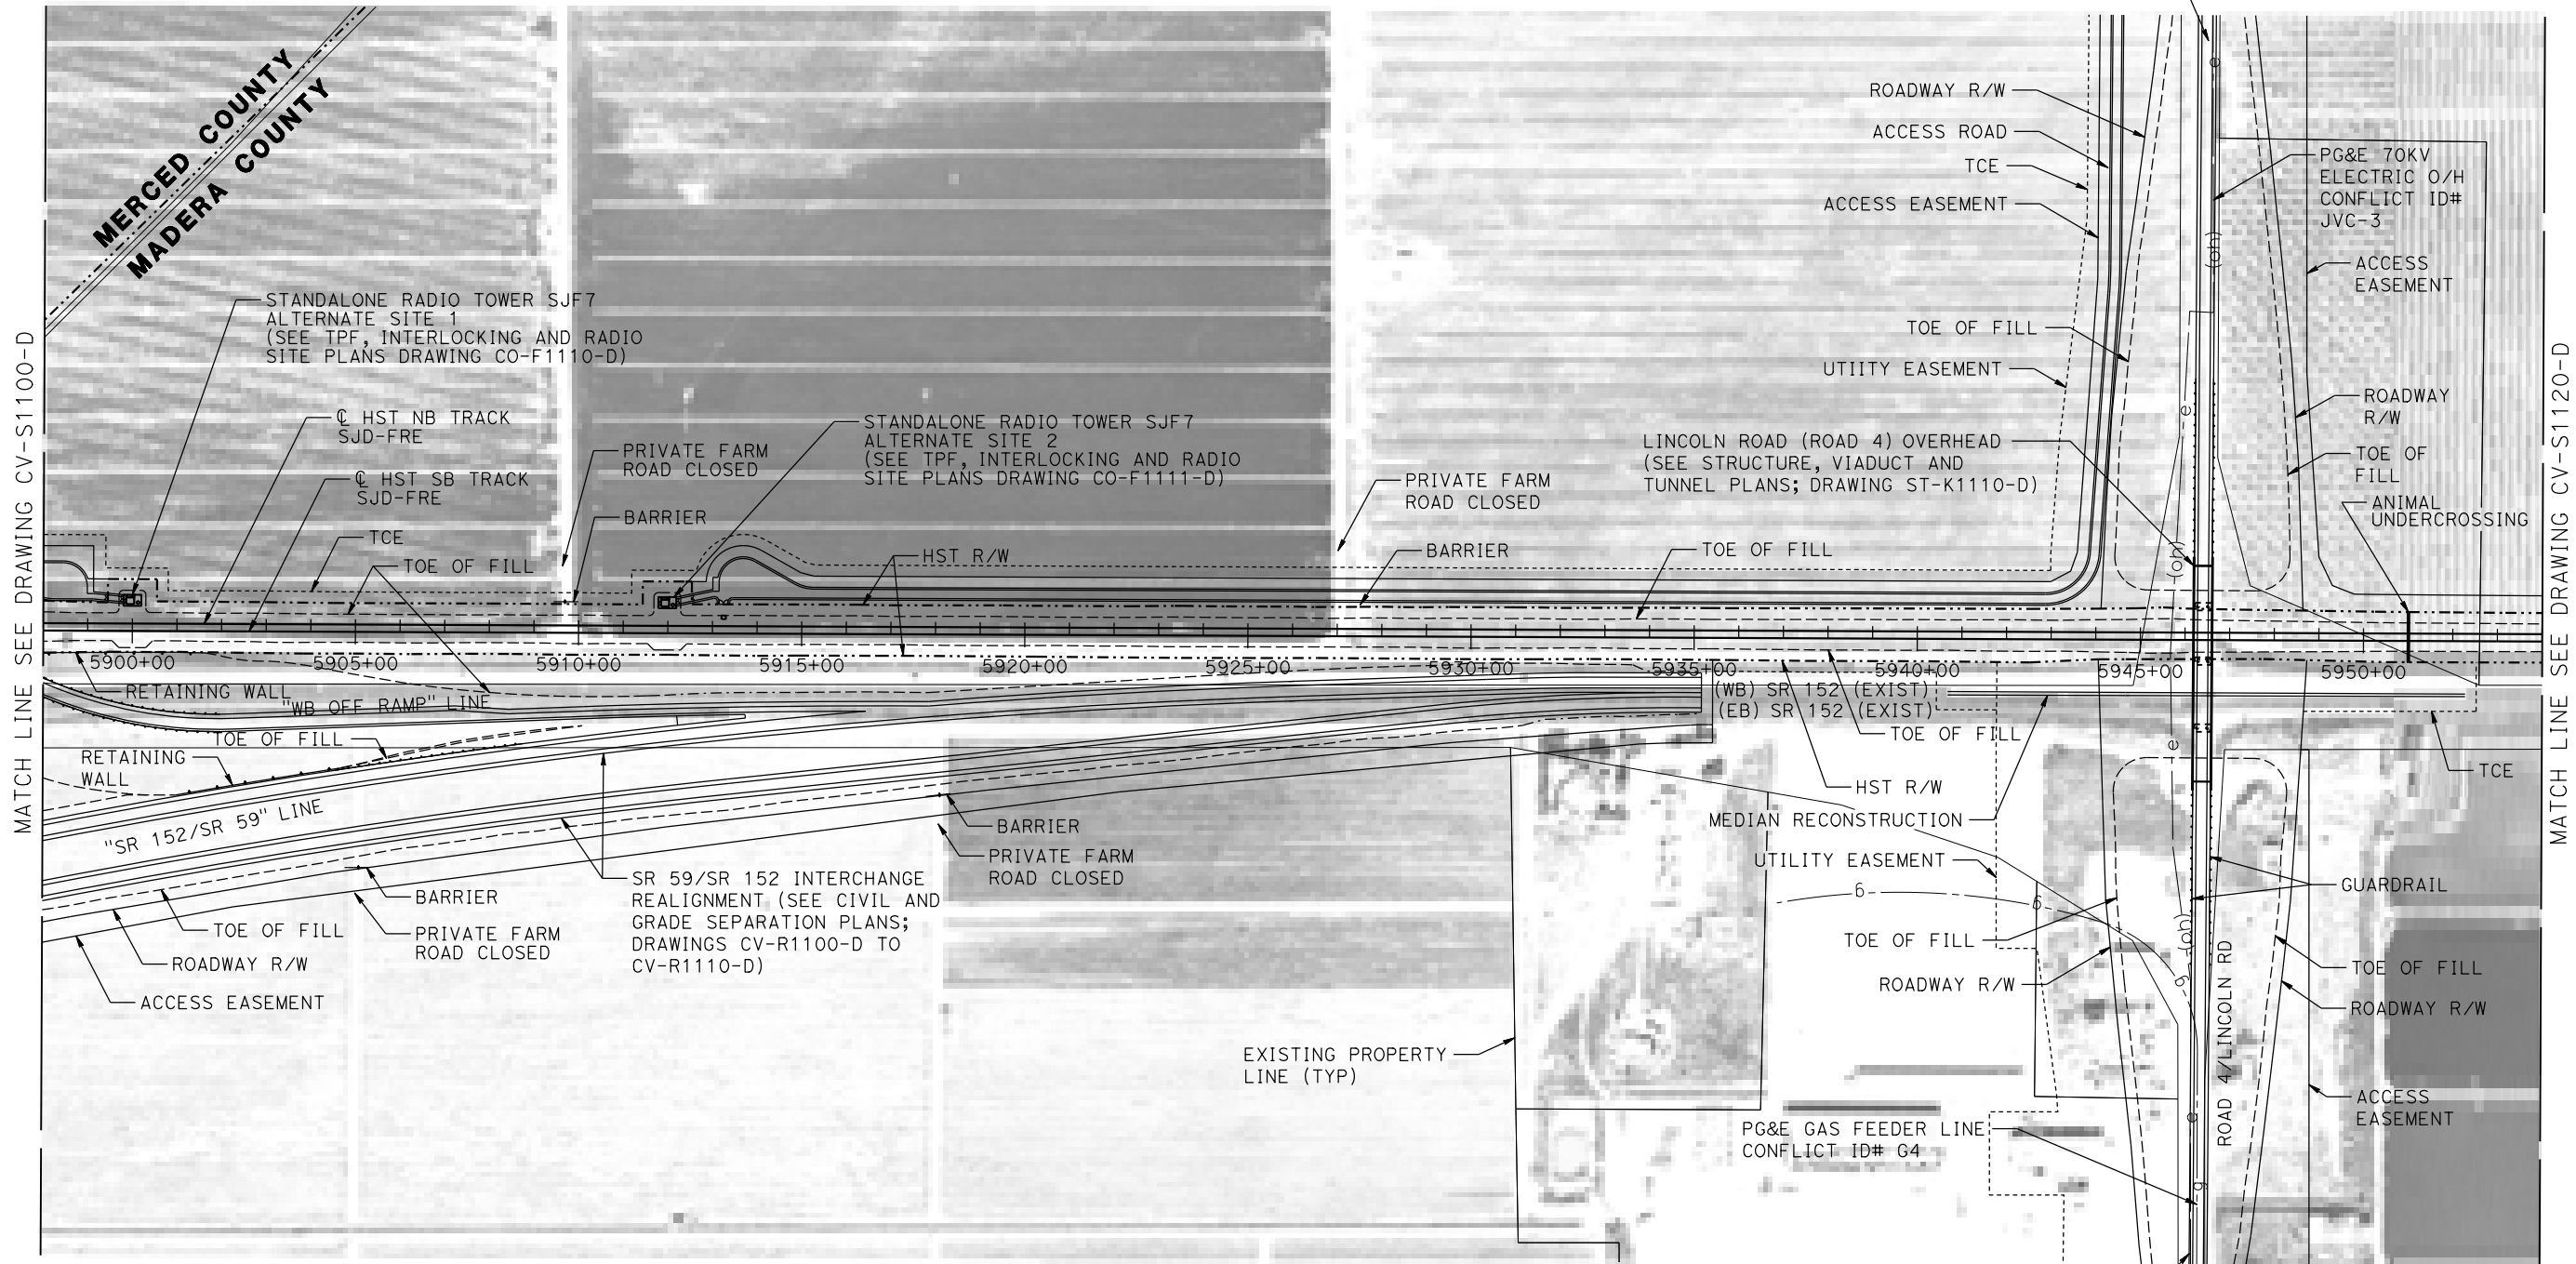 MERCED COUNTY
MADERA COUNTY
MATCH LINE SEE DRAWING CV-S1100-D
STANDALONE RADIO TOWER SJF7
ALTERNATE SITE 1
(SEE TPF, INTERLOCKING AND RADIO
SITE PLANS DRAWING CO-F1110-D)
℄ HST NB TRACK
SJD-FRE
℄ HST SB TRACK
SJD-FRE
TCE
TOE OF FILL
PRIVATE FARM
ROAD CLOSED
BARRIER
STANDALONE RADIO TOWER SJF7
ALTERNATE SITE 2
(SEE TPF, INTERLOCKING AND RADIO
SITE PLANS DRAWING CO-F1111-D)
HST R/W
PRIVATE FARM
ROAD CLOSED
BARRIER
TOE OF FILL
ROADWAY R/W
ACCESS ROAD
TCE
ACCESS EASEMENT
TOE OF FILL
UTIITY EASEMENT
LINCOLN ROAD (ROAD 4) OVERHEAD
(SEE STRUCTURE, VIADUCT AND
TUNNEL PLANS; DRAWING ST-K1110-D)
PG&E 70KV
ELECTRIC O/H
CONFLICT ID#
JVC-3
ACCESS
EASEMENT
ROADWAY
R/W
TOE OF
FILL
ANIMAL
UNDERCROSSING
e
(oh)
e
(oh)
5900+00
5905+00
5910+00
5915+00
5920+00
5925+00
5930+00
5935+00
5940+00
5945+00
5950+00
RETAINING WALL
"WB OFF RAMP" LINE
TOE OF FILL
RETAINING
WALL
"SR 152/SR 59" LINE
(WB) SR 152 (EXIST)
(EB) SR 152 (EXIST)
TOE OF FILL
HST R/W
MEDIAN RECONSTRUCTION
UTILITY EASEMENT
TCE
BARRIER
PRIVATE FARM
ROAD CLOSED
SR 59/SR 152 INTERCHANGE
REALIGNMENT (SEE CIVIL AND
GRADE SEPARATION PLANS;
DRAWINGS CV-R1100-D TO
CV-R1110-D)
BARRIER
PRIVATE FARM
ROAD CLOSED
TOE OF FILL
ROADWAY R/W
ACCESS EASEMENT
e
(oh)
g
g
g
g
g
GUARDRAIL
TOE OF FILL
ROADWAY R/W
TOE OF FILL
ROADWAY R/W
ROAD 4/LINCOLN RD
EXISTING PROPERTY
LINE (TYP)
ACCESS
EASEMENT
PG&E GAS FEEDER LINE
CONFLICT ID# G4
MATCH LINE SEE DRAWING CV-S1120-D